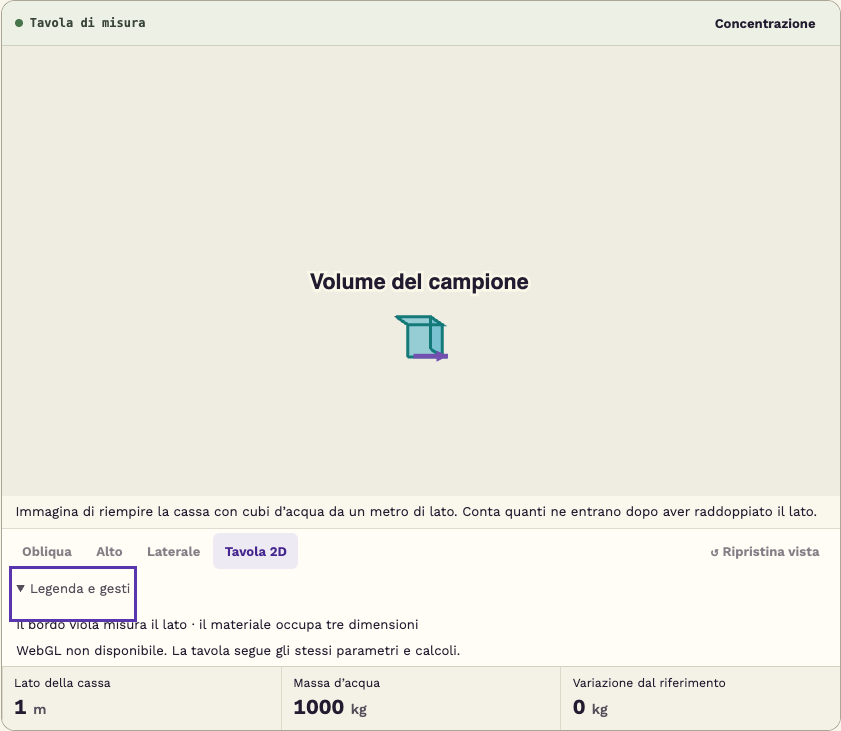 Tavola di misura
Concentrazione
Volume del campione
Immagina di riempire la cassa con cubi d’acqua da un metro di lato. Conta quanti ne entrano dopo aver raddoppiato il lato.
Obliqua Alto Laterale Tavola 2D ↺ Ripristina vista
▼ Legenda e gesti
Il bordo viola misura il lato · il materiale occupa tre dimensioni
WebGL non disponibile. La tavola segue gli stessi parametri e calcoli.
Lato della cassa
1 m
Massa d’acqua
1000 kg
Variazione dal riferimento
0 kg